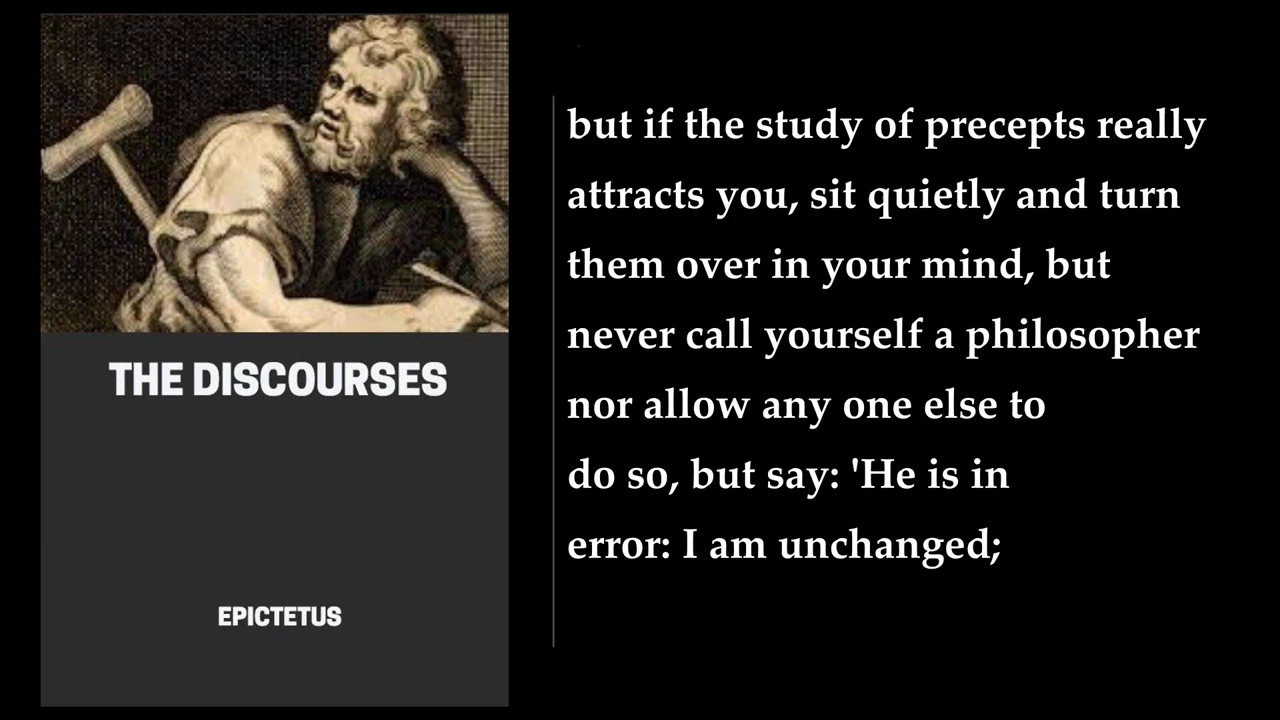 THE DISCOURSES
EPICTETUS
but if the study of precepts really
attracts you, sit quietly and turn
them over in your mind, but
never call yourself a philosopher
nor allow any one else to
do so, but say: 'He is in
error: I am unchanged;